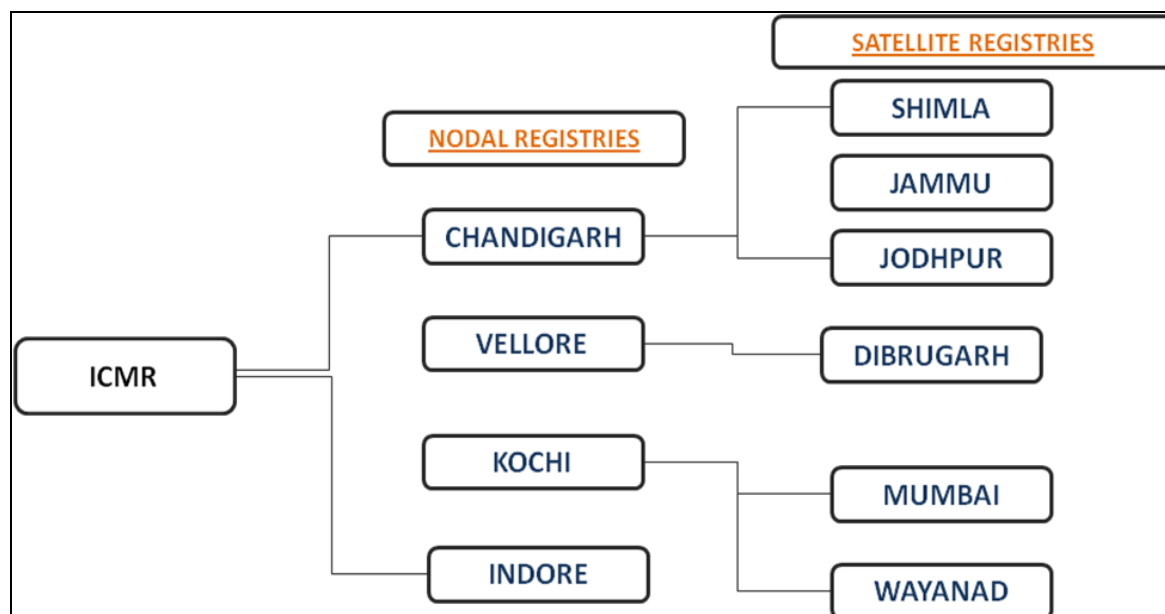 SATELLITE REGISTRIES
NODAL REGISTRIES
SHIMLA
JAMMU
CHANDIGARH
JODHPUR
VELLORE
DIBRUGARH
ICMR
KOCHI
MUMBAI
INDORE
WAYANAD